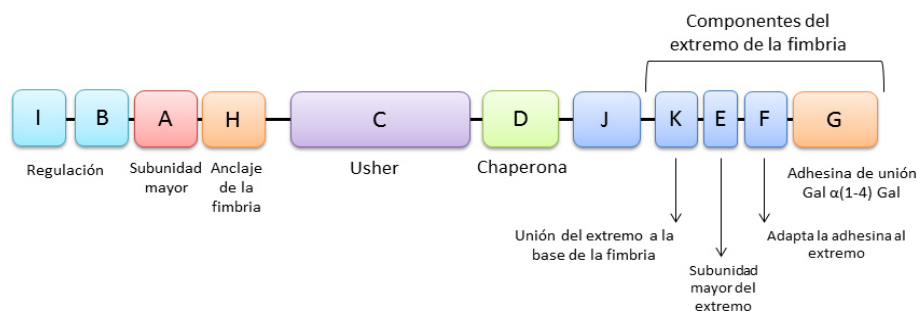 Componentes del
extremo de la fimbria
I B A H C D J K E F G
Regulación
Subunidad
mayor
Anclaje
de la
fimbria
Usher
Chaperona
Adhesina de unión
Gal α(1-4) Gal
Unión del extremo a la
base de la fimbria
Subunidad
mayor del
extremo
Adapta la adhesina al
extremo